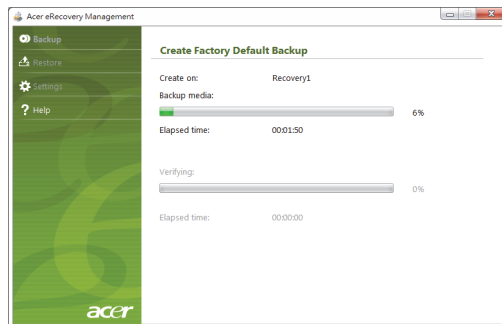 Acer eRecovery Management
Backup
Restore
Settings
? Help
Create Factory Default Backup
Create on: Recovery1
Backup media:
6%
Elapsed time: 00:01:50
Verifying:
0%
Elapsed time: 00:00:00
acer